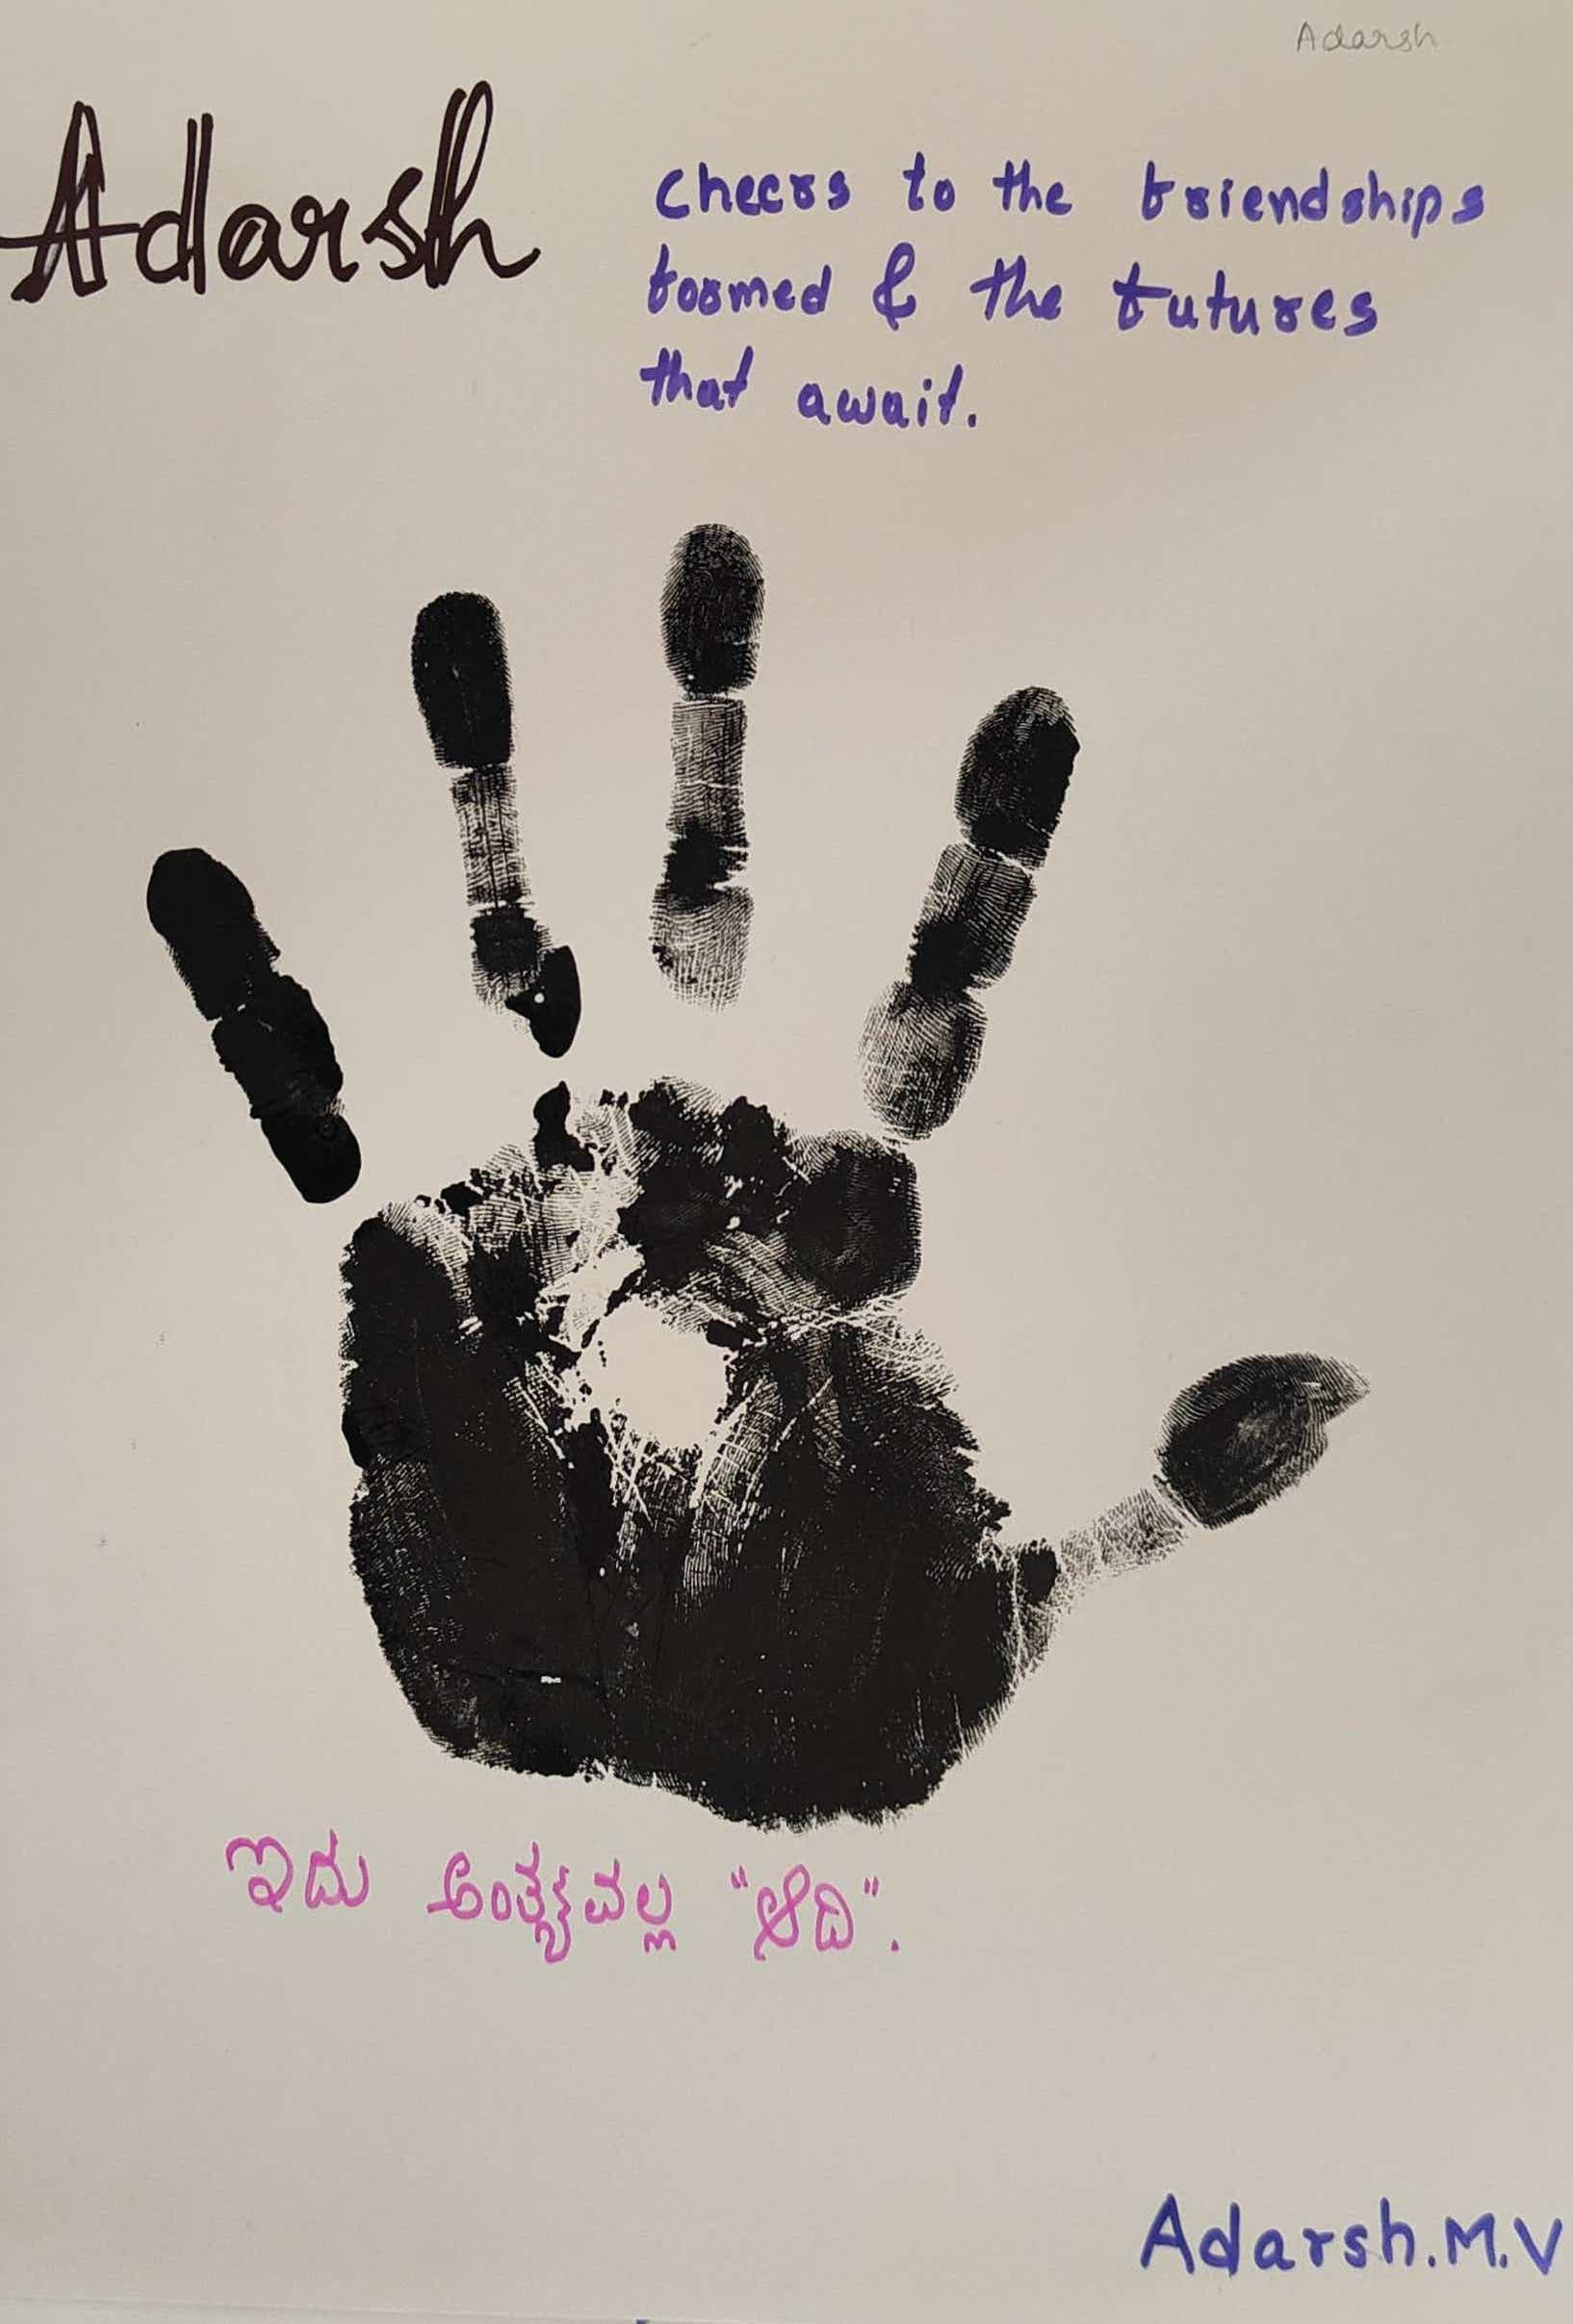 Adarsh
Adarsh
cheers to the friendships
formed & the futures
that await.
ಇದು ಅಂತ್ಯವಲ್ಲ "ಆದಿ".
Adarsh.M.V